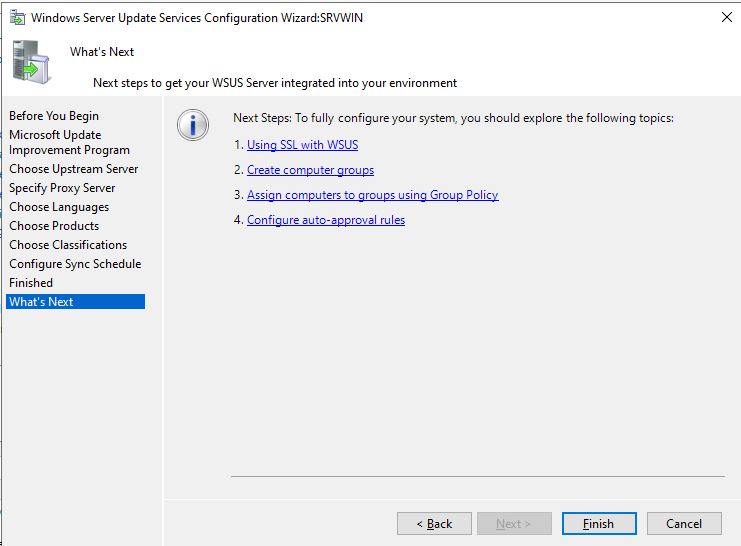 Windows Server Update Services Configuration Wizard:SRVWIN
What's Next
Next steps to get your WSUS Server integrated into your environment
Before You Begin
Microsoft Update
Improvement Program
Choose Upstream Server
Specify Proxy Server
Choose Languages
Choose Products
Choose Classifications
Configure Sync Schedule
Finished
What's Next
Next Steps: To fully configure your system, you should explore the following topics:
1. Using SSL with WSUS
2. Create computer groups
3. Assign computers to groups using Group Policy
4. Configure auto-approval rules
< Back
Next >
Finish
Cancel